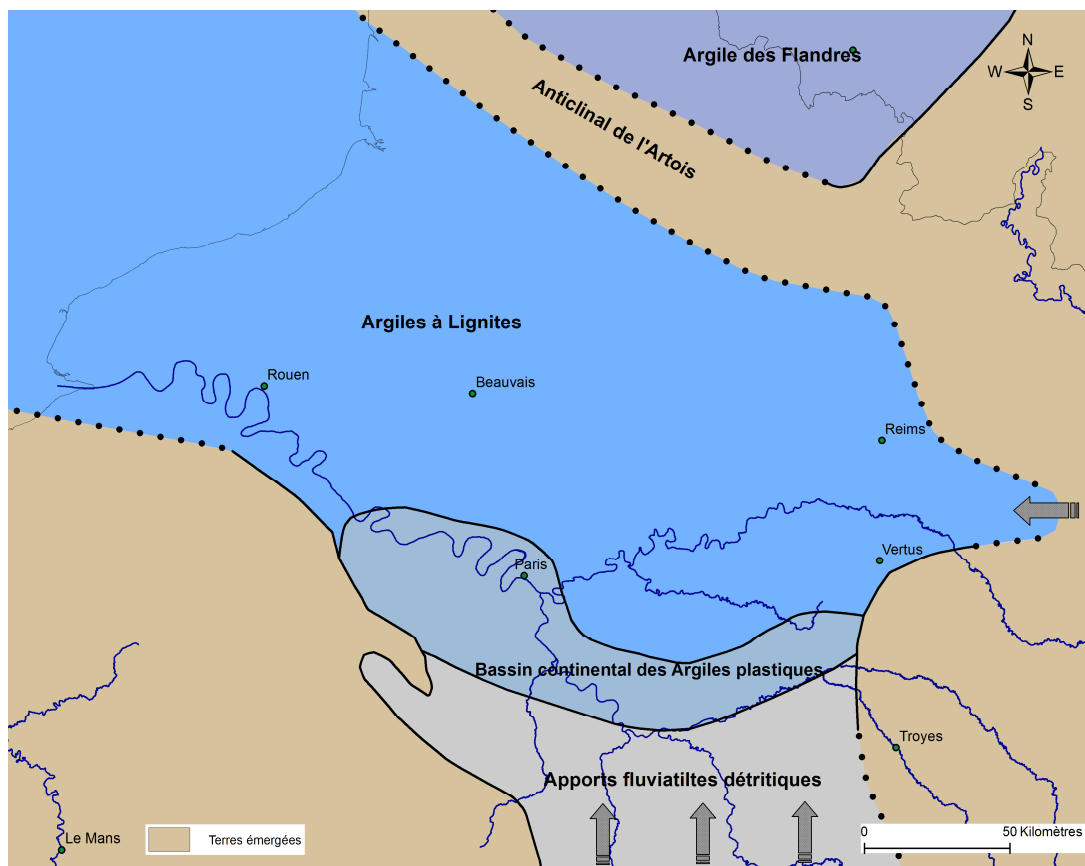 Argile des Flandres
N
W E
S
Anticlinal de l'Artois
Argiles à Lignites
Rouen
Beauvais
Reims
Vertus
Paris
Bassin continental des Argiles plastiques
Troyes
Apports fluviatiltes détritiques
Le Mans
Terres émergées
0 50 Kilomètres